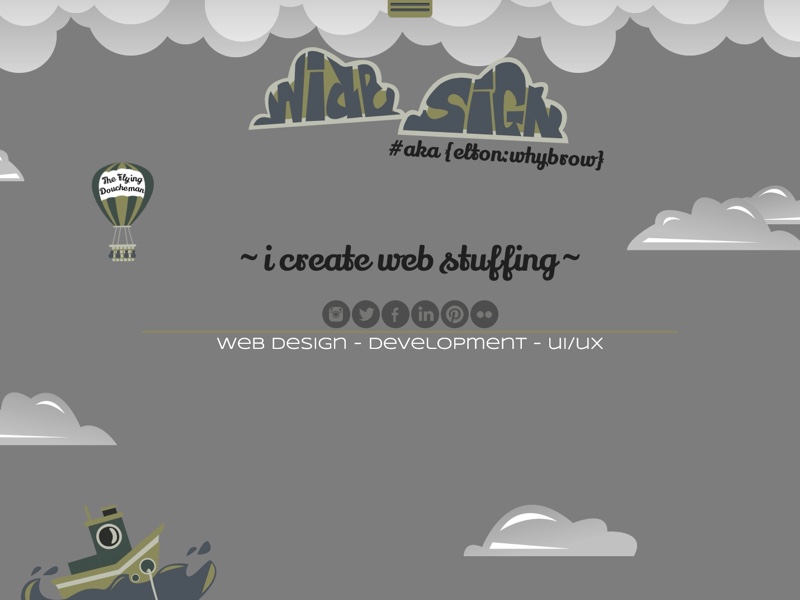 WiDE SiGN
#aka {elton:whybrow}
The Flying
Doucheman
~ i create web stuffing ~
web design - development - ui/ux